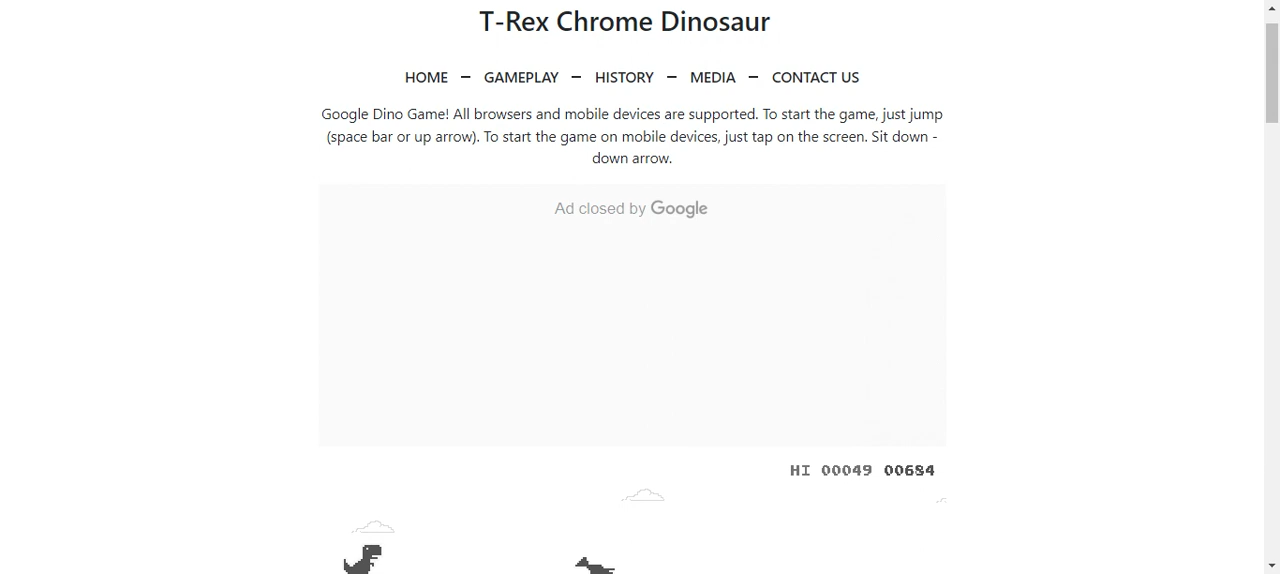 T-Rex Chrome Dinosaur
HOME – GAMEPLAY – HISTORY – MEDIA – CONTACT US
Google Dino Game! All browsers and mobile devices are supported. To start the game, just jump
(space bar or up arrow). To start the game on mobile devices, just tap on the screen. Sit down -
down arrow.
Ad closed by Google
HI 00049 00684